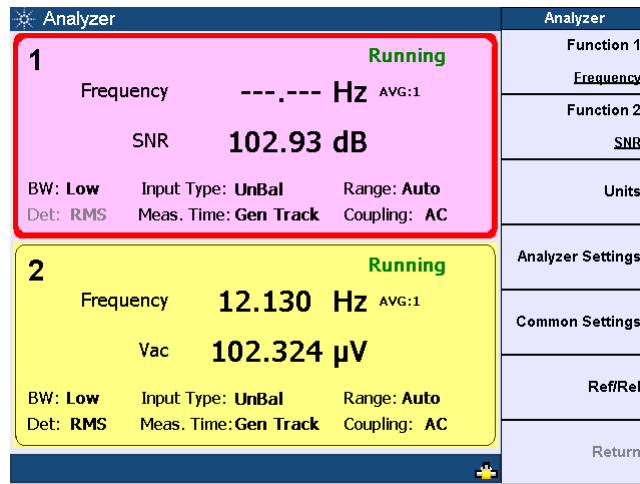 Analyzer
1 Running
Frequency ---.--- Hz AVG:1
SNR 102.93 dB
BW: Low Input Type: UnBal Range: Auto
Det: RMS Meas. Time: Gen Track Coupling: AC
2 Running
Frequency 12.130 Hz AVG:1
Vac 102.324 µV
BW: Low Input Type: UnBal Range: Auto
Det: RMS Meas. Time: Gen Track Coupling: AC
Analyzer
Function 1
Frequency
Function 2
SNR
Units
Analyzer Settings
Common Settings
Ref/Rel
Return